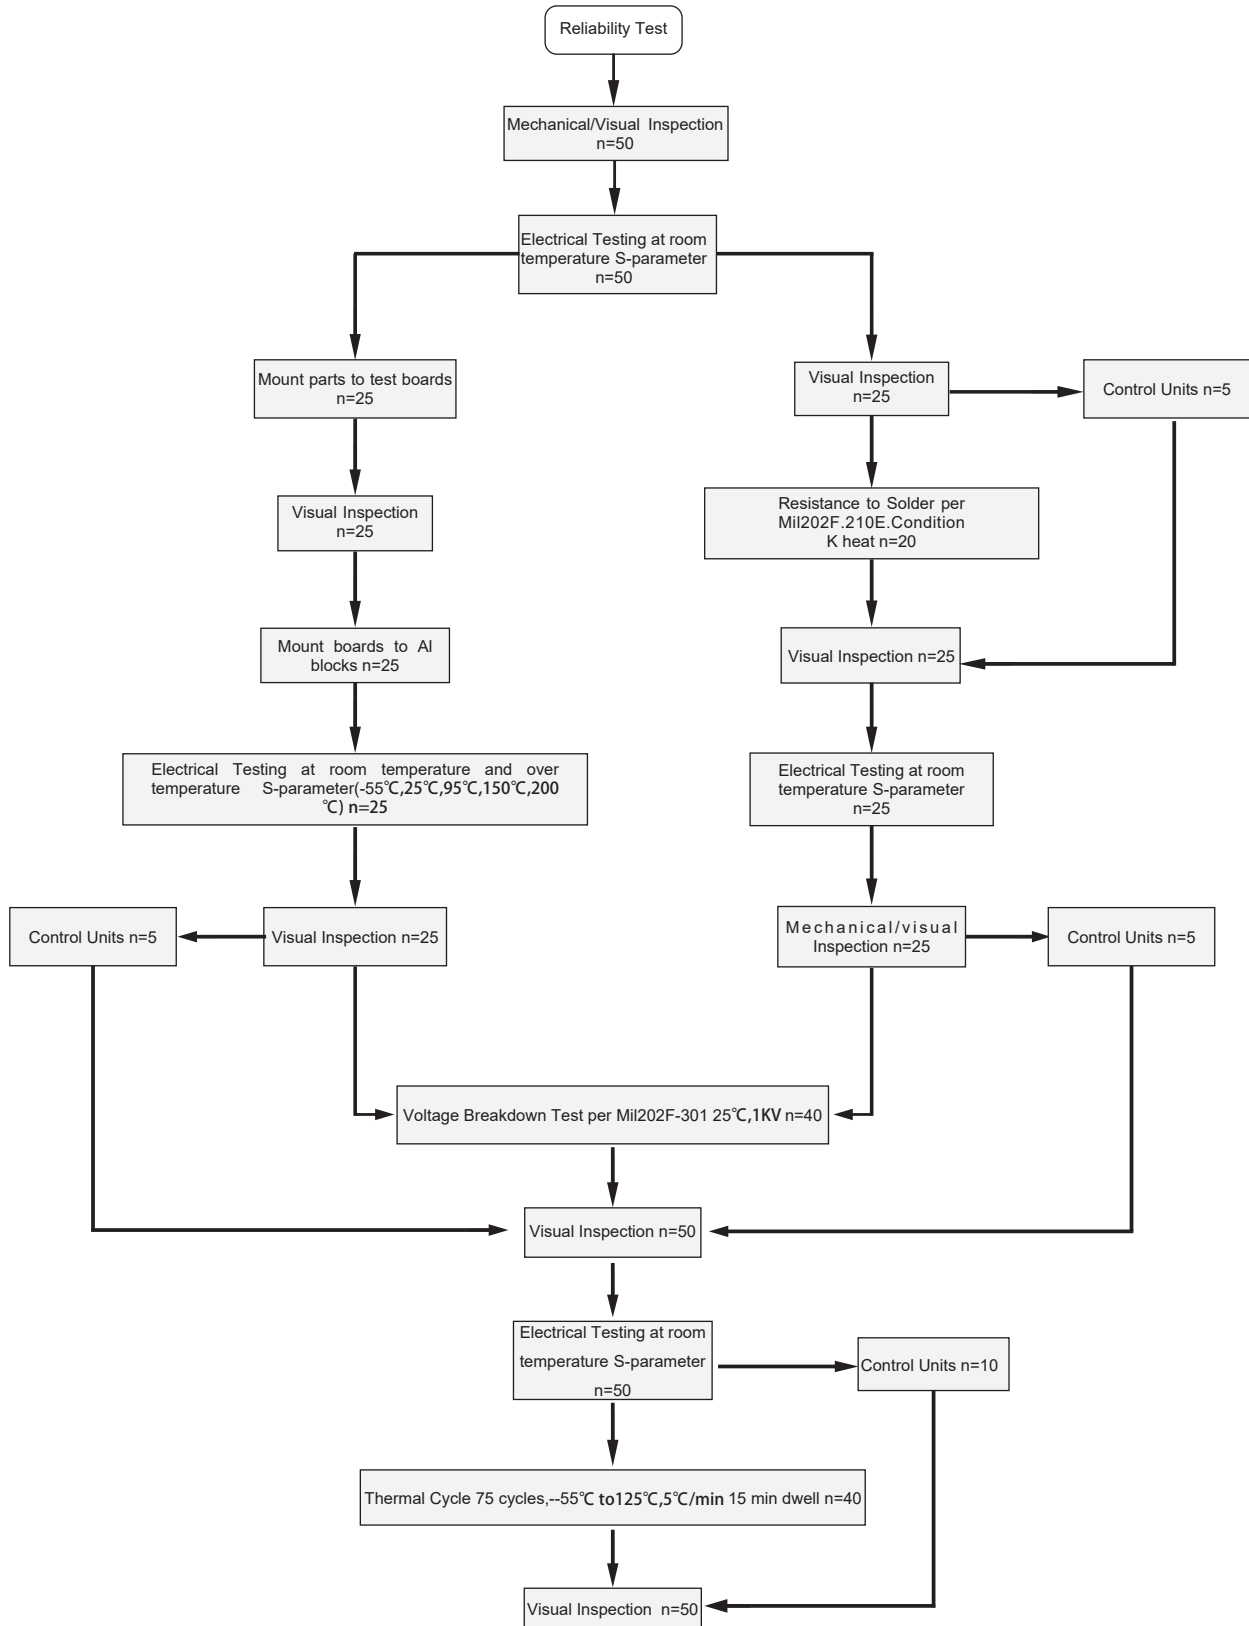 Reliability Test
Mechanical/Visual Inspection
n=50
Electrical Testing at room
temperature S-parameter
n=50
Mount parts to test boards
n=25
Visual Inspection
n=25
Control Units n=5
Visual Inspection
n=25
Resistance to Solder per
Mil202F.210E.Condition
K heat n=20
Mount boards to Al
blocks n=25
Visual Inspection n=25
Electrical Testing at room temperature and over
temperature S-parameter(-55℃,25℃,95℃,150℃,200
℃) n=25
Electrical Testing at room
temperature S-parameter
n=25
Control Units n=5
Visual Inspection n=25
Mechanical/visual
Inspection n=25
Control Units n=5
Voltage Breakdown Test per Mil202F-301 25℃,1KV n=40
Visual Inspection n=50
Electrical Testing at room
temperature S-parameter
n=50
Control Units n=10
Thermal Cycle 75 cycles,--55℃ to125℃,5℃/min 15 min dwell n=40
Visual Inspection n=50